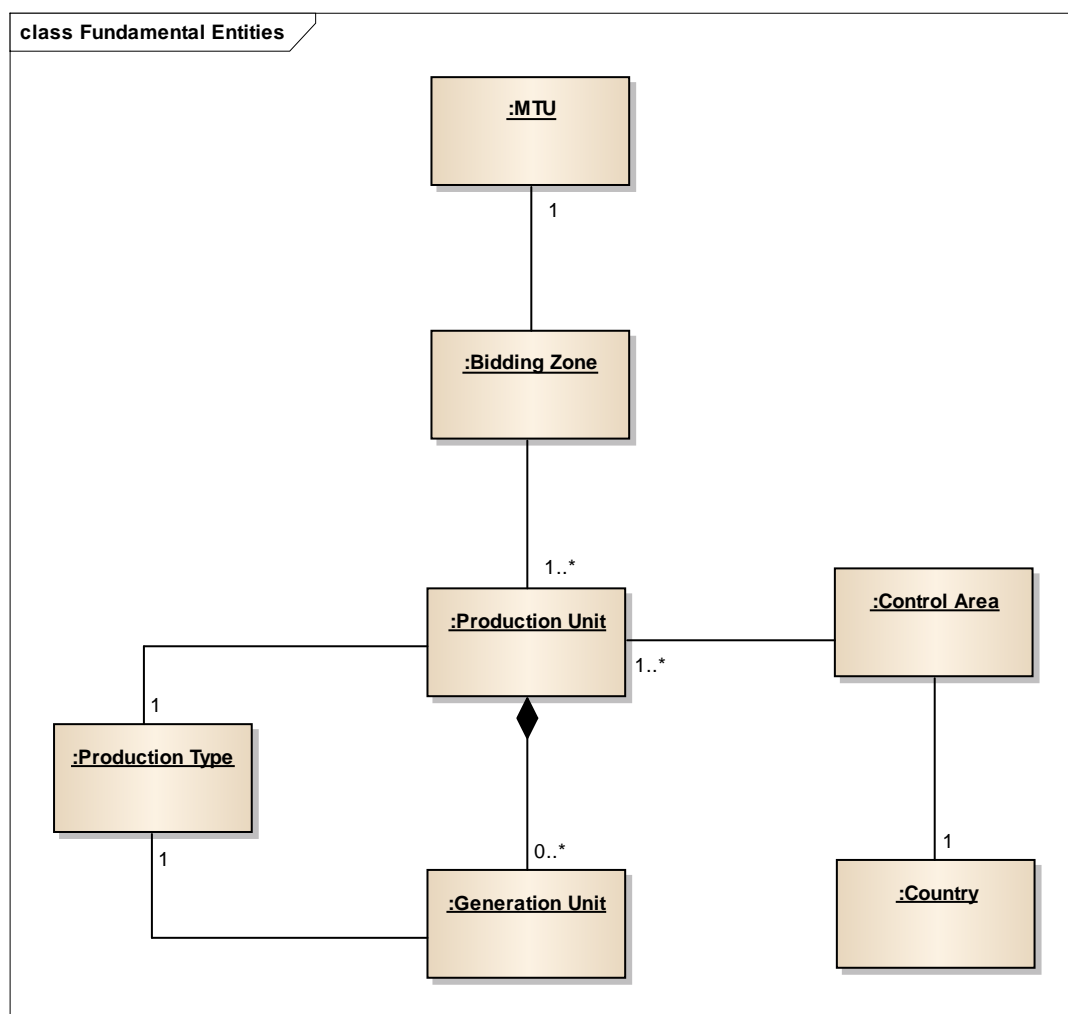 class Fundamental Entities
:MTU
1
:Bidding Zone
1..*
:Production Unit
1..*
:Control Area
1
:Production Type
1
0..*
:Generation Unit
1
:Country